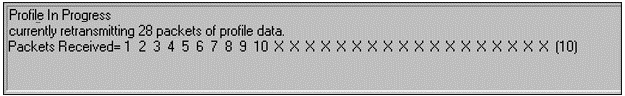 Profile In Progress
currently retransmitting 28 packets of profile data.
Packets Received= 1 2 3 4 5 6 7 8 9 10 X X X X X X X X X X X X X X X X X X (10)